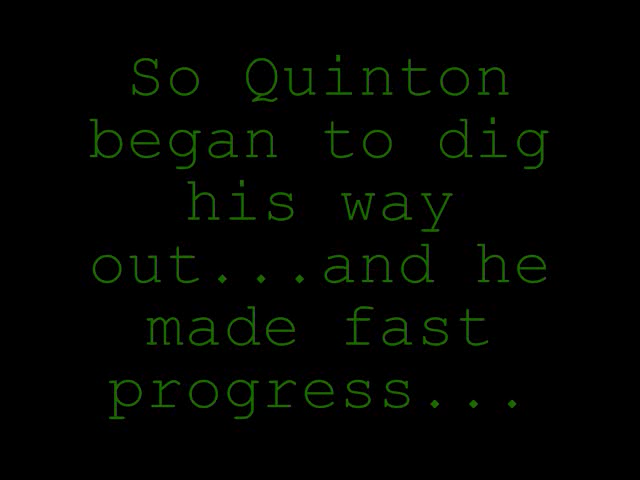 So Quinton
began to dig
his way
out...and he
made fast
progress...